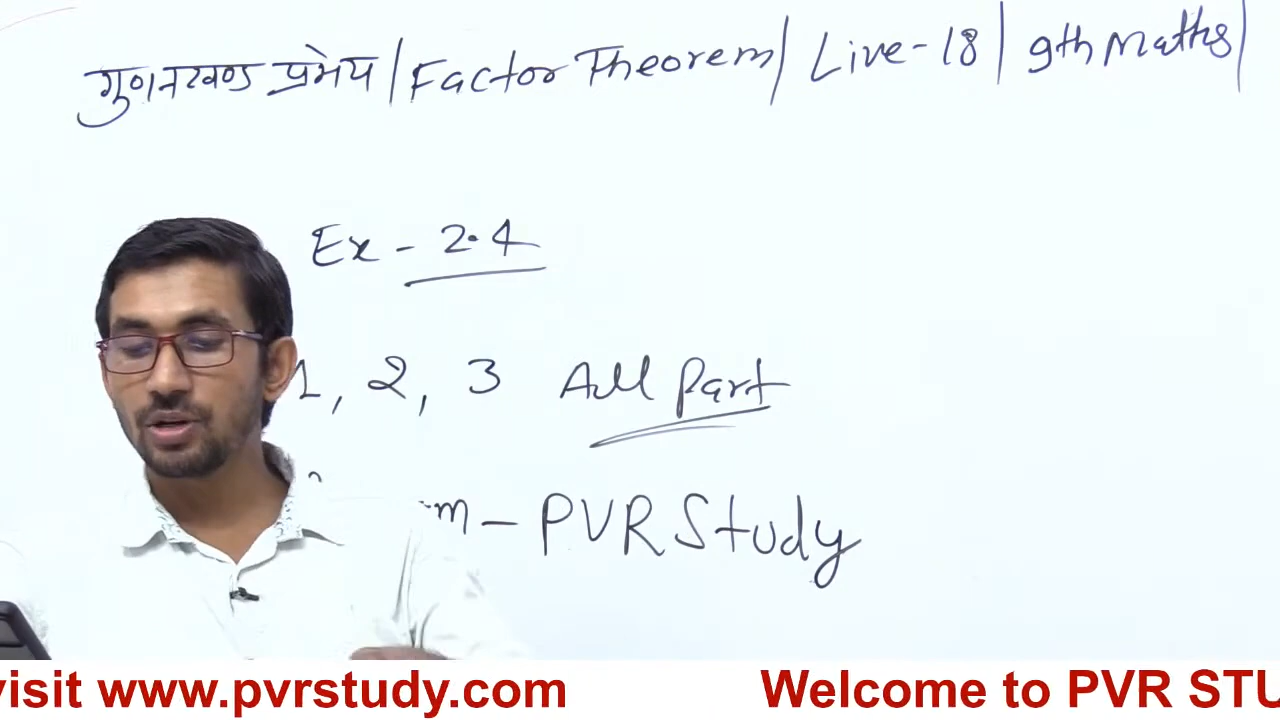 गुणनखण्ड प्रमेय / Factor Theorem / Live-18 / 9th Maths /
Ex - 2.4
1, 2, 3 All Part
- PVR Study
visit www.pvrstudy.com Welcome to PVR STU